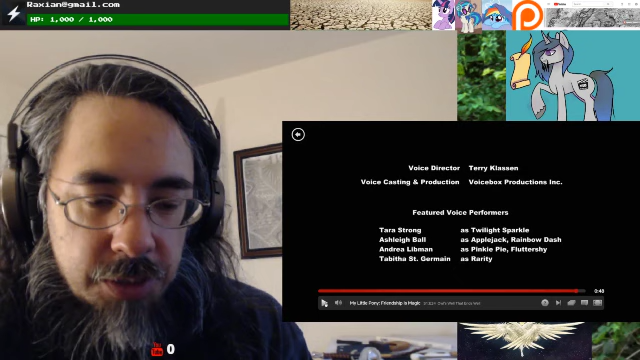 Raxian@gmail.com
HP: 1,000 / 1,000
Voice Director Terry Klassen
Voice Casting & Production Voicebox Productions Inc.
Featured Voice Performers
Tara Strong as Twilight Sparkle
Ashleigh Ball as Applejack, Rainbow Dash
Andrea Libman as Pinkie Pie, Fluttershy
Tabitha St. Germain as Rarity
0:48
My Little Pony: Friendship is Magic
0